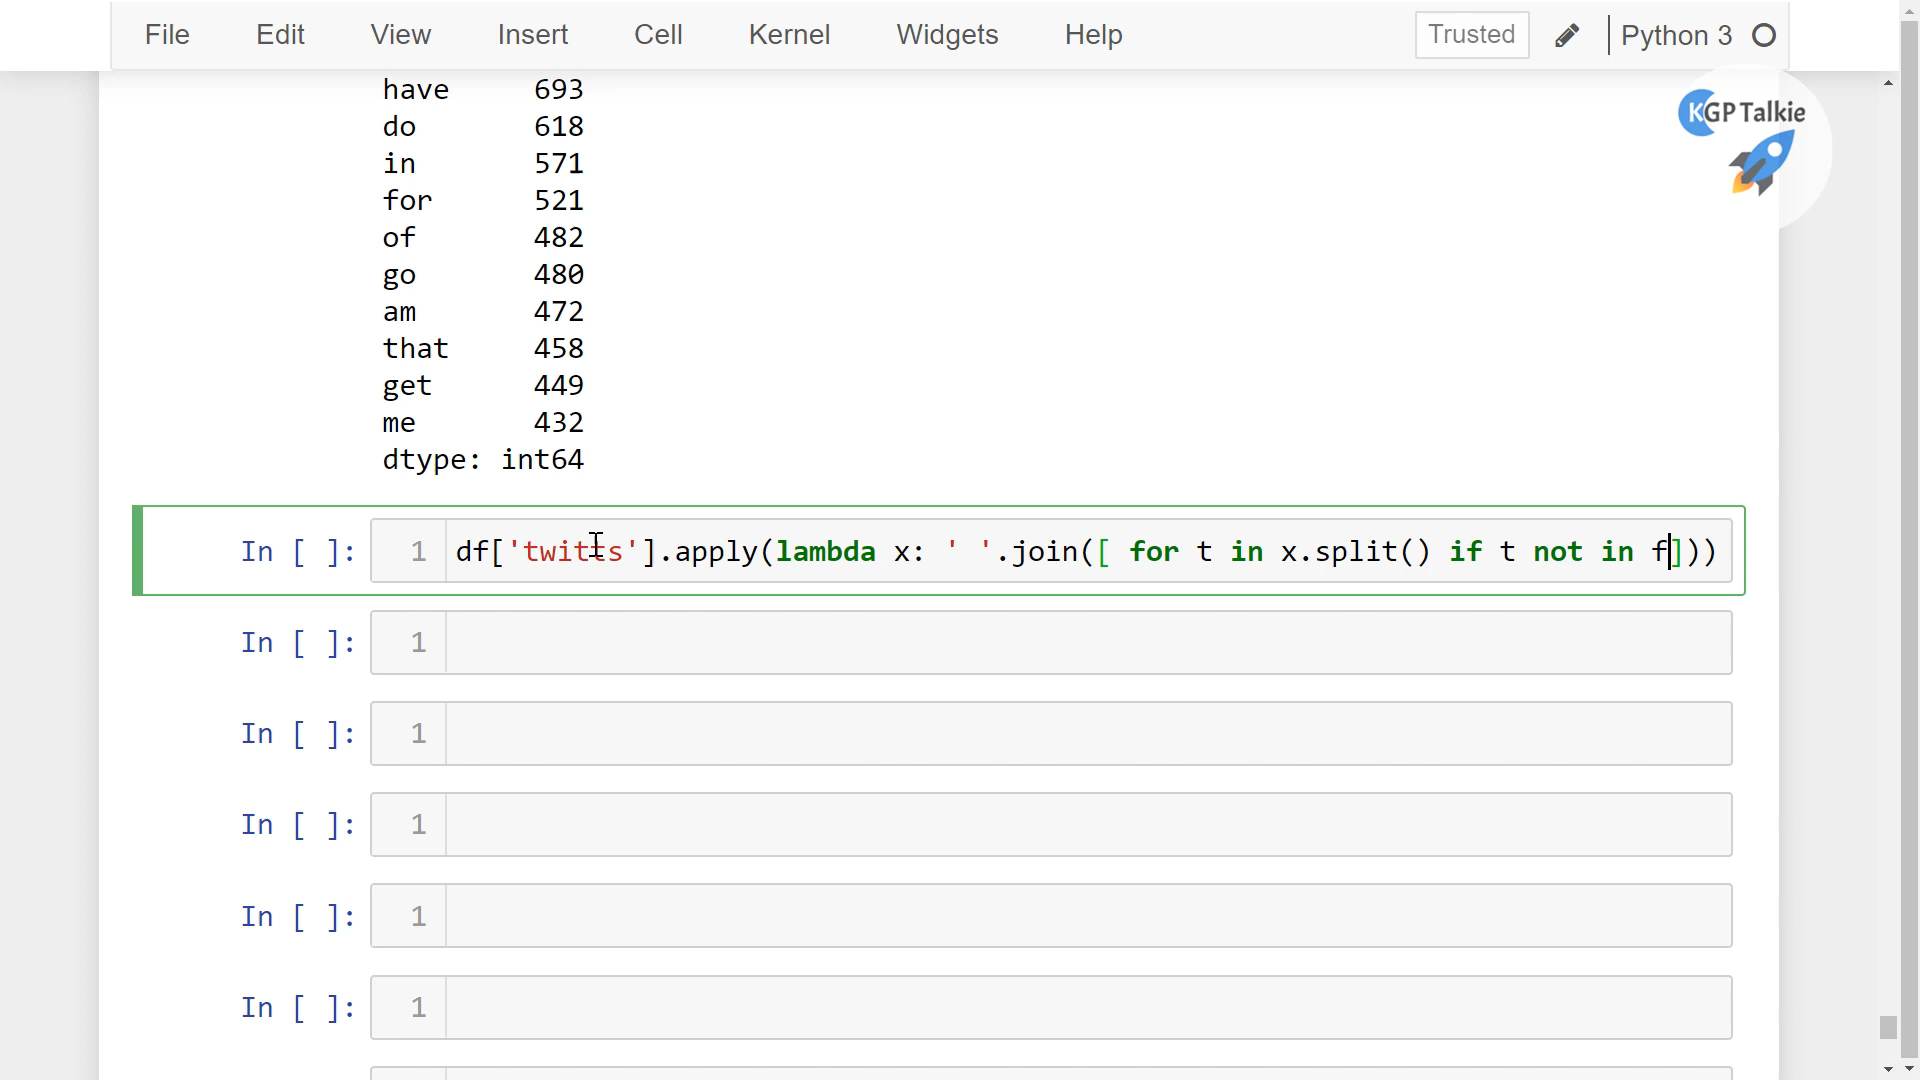 File Edit View Insert Cell Kernel Widgets Help Trusted Python 3
KGP Talkie
have 693
do 618
in 571
for 521
of 482
go 480
am 472
that 458
get 449
me 432
dtype: int64
In [ ]: 1 df['twitts'].apply(lambda x: ' '.join([ for t in x.split() if t not in f]))
In [ ]: 1
In [ ]: 1
In [ ]: 1
In [ ]: 1
In [ ]: 1